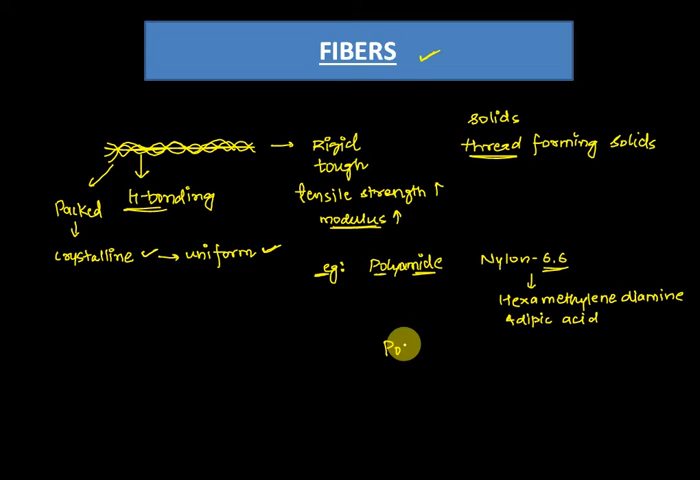 FIBERS
solids
thread forming solids
Rigid
tough
tensile strength ↑
modulus ↑
H-bonding
Packed
crystalline → uniform
eg: Polyamide Nylon-6.6
Hexamethylene diamine
Adipic acid
Po